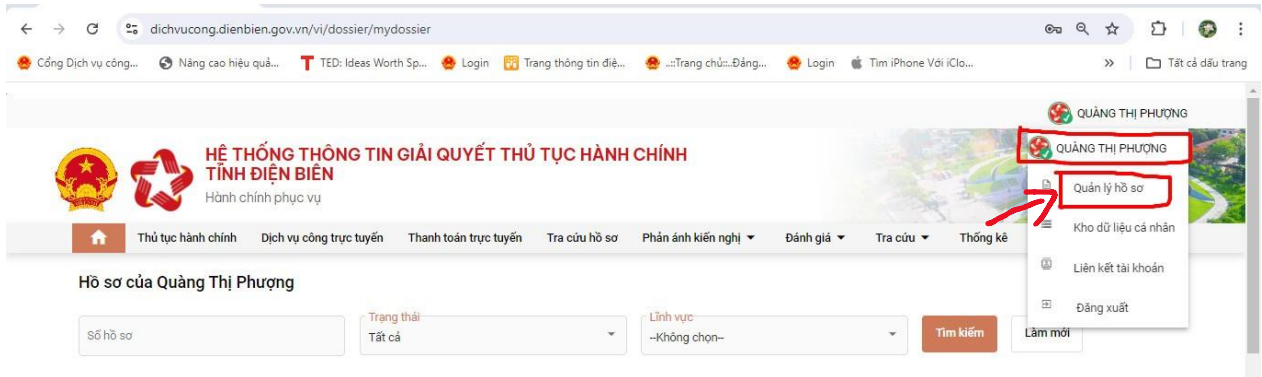 dichvucong.dienbien.gov.vn/vi/dossier/mydossier
Cổng Dịch vụ công... Nâng cao hiệu quả... TED: Ideas Worth Sp... Login Trang thông tin điệ... ..::Trang chủ::..Đảng... Login Tìm iPhone Với iClo... » Tất cả dấu trang
QUÀNG THỊ PHƯỢNG
HỆ THỐNG THÔNG TIN GIẢI QUYẾT THỦ TỤC HÀNH CHÍNH
TỈNH ĐIỆN BIÊN
Hành chính phục vụ
QUÀNG THỊ PHƯỢNG
Quản lý hồ sơ
Kho dữ liệu cá nhân
Liên kết tài khoản
Đăng xuất
Thủ tục hành chính Dịch vụ công trực tuyến Thanh toán trực tuyến Tra cứu hồ sơ Phản ánh kiến nghị Đánh giá Tra cứu Thống kê
Hồ sơ của Quàng Thị Phượng
Số hồ sơ
Trạng thái
Tất cả
Lĩnh vực
--Không chọn--
Tìm kiếm
Làm mới